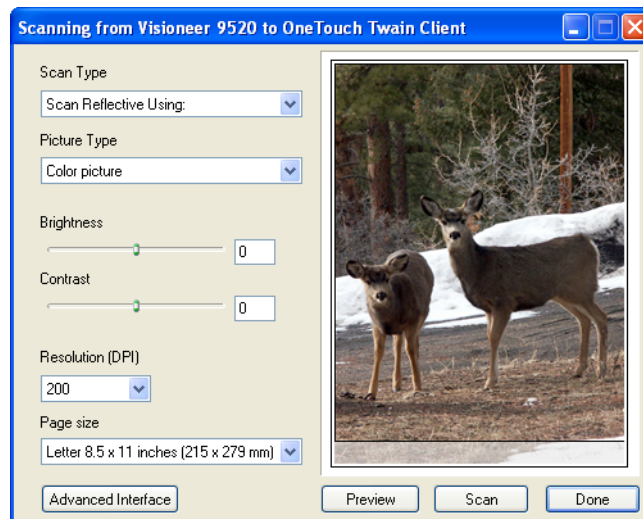 Scanning from Visioneer 9520 to OneTouch Twain Client
Scan Type
Scan Reflective Using:
Picture Type
Color picture
Brightness
0
Contrast
0
Resolution (DPI)
200
Page size
Letter 8.5 x 11 inches (215 x 279 mm)
Advanced Interface
Preview
Scan
Done